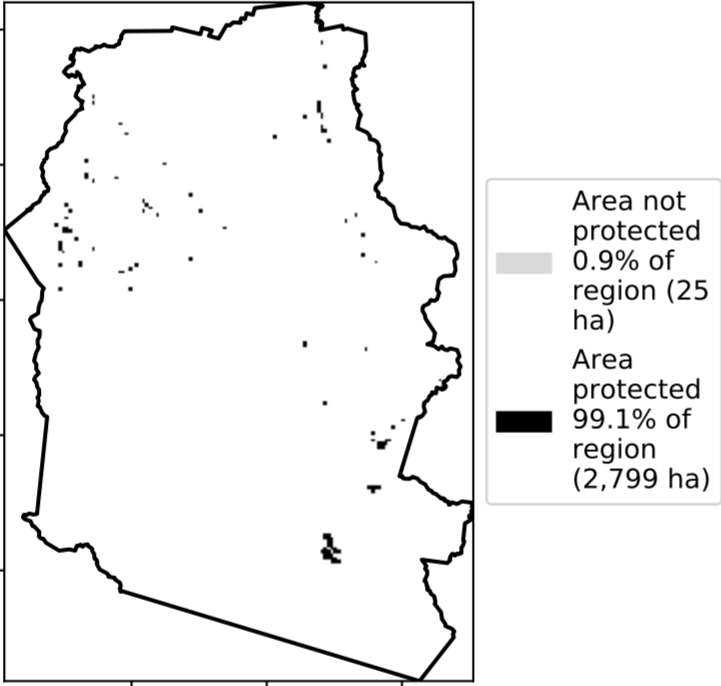 Area not
protected
0.9% of
region (25
ha)
Area
protected
99.1% of
region
(2,799 ha)